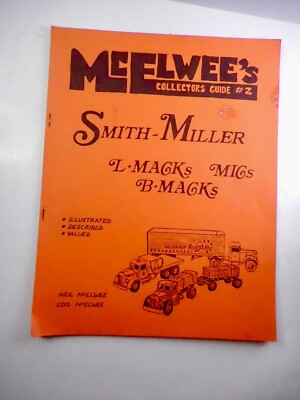 McElwee's
COLLECTORS GUIDE #2
SMITH-MILLER
L·MACKS MICS
B·MACKS
• ILLUSTRATED
• DESCRIBED
• VALUED
NEIL McELWEE
LOIS McELWEE